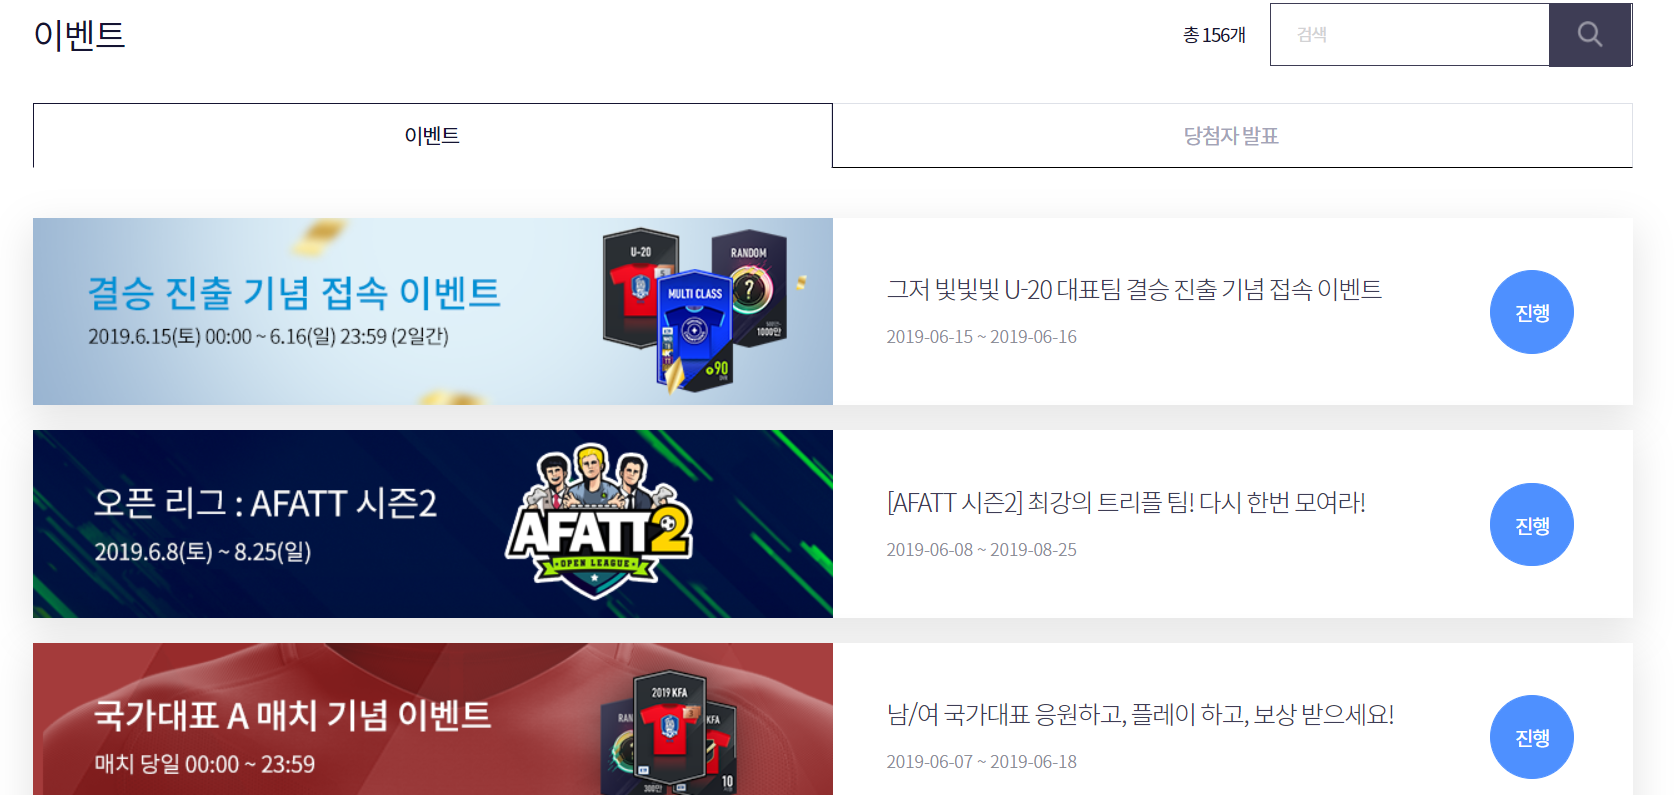 이벤트
총 156개
검색
이벤트
당첨자 발표
결승 진출 기념 접속 이벤트
2019.6.15(토) 00:00 ~ 6.16(일) 23:59 (2일간)
U-20
RANDOM
MULTI CLASS
?
1000만
90
그저 빛빛빛 U-20 대표팀 결승 진출 기념 접속 이벤트
2019-06-15 ~ 2019-06-16
진행
오픈 리그 : AFATT 시즌2
2019.6.8(토) ~ 8.25(일)
AFATT2
OPEN LEAGUE
[AFATT 시즌2] 최강의 트리플 팀! 다시 한번 모여라!
2019-06-08 ~ 2019-08-25
진행
국가대표 A 매치 기념 이벤트
매치 당일 00:00 ~ 23:59
2019 KFA
RAN
KFA
10
300만
남/여 국가대표 응원하고, 플레이 하고, 보상 받으세요!
2019-06-07 ~ 2019-06-18
진행